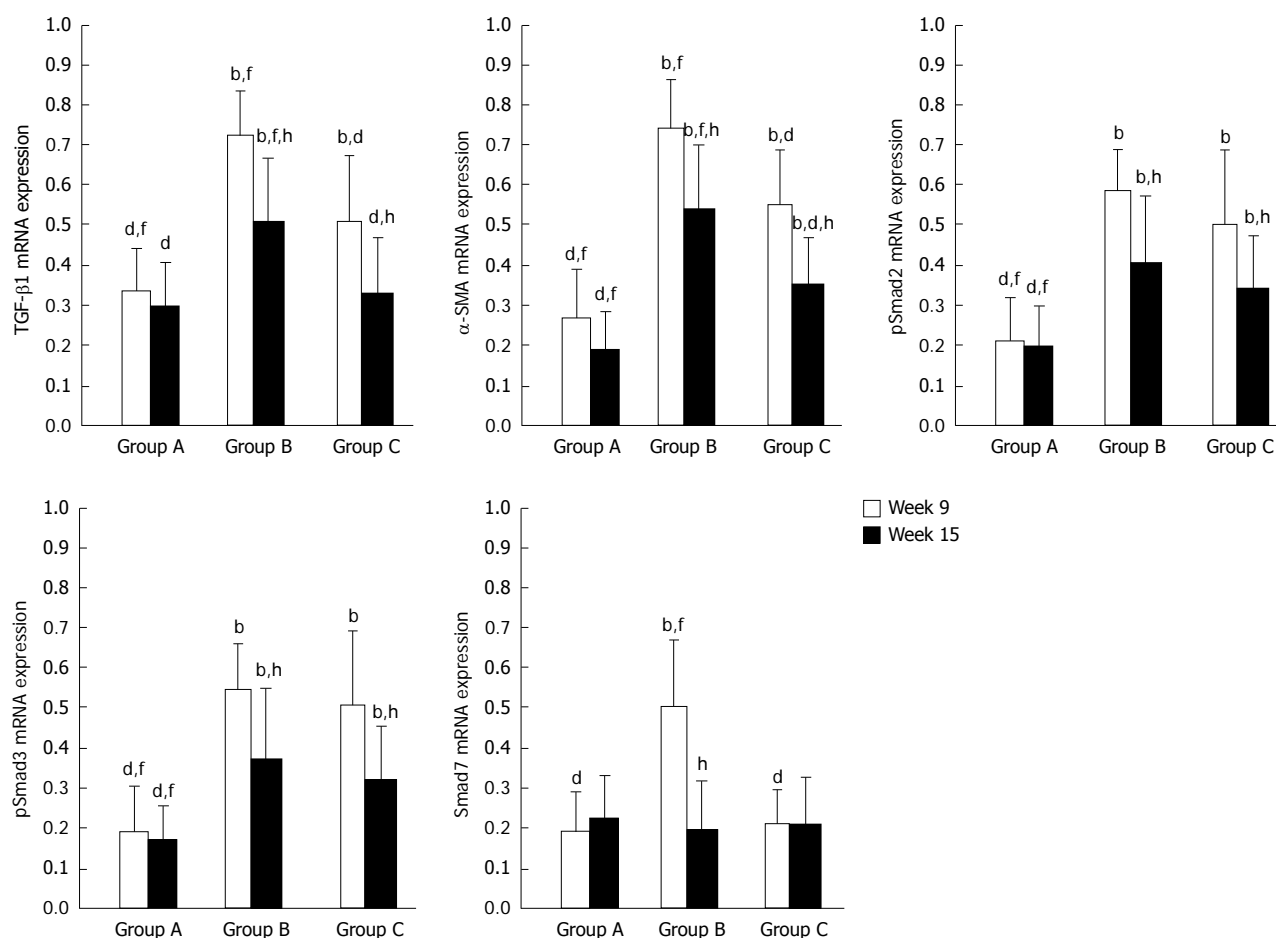 TGF-β1 mRNA expression
1.0
0.9
0.8
0.7
0.6
0.5
0.4
0.3
0.2
0.1
0.0
d,f
d
b,f
b,f,h
b,d
d,h
Group A Group B Group C
α-SMA mRNA expression
1.0
0.9
0.8
0.7
0.6
0.5
0.4
0.3
0.2
0.1
0.0
d,f
d,f
b,f
b,f,h
b,d
b,d,h
Group A Group B Group C
pSmad2 mRNA expression
1.0
0.9
0.8
0.7
0.6
0.5
0.4
0.3
0.2
0.1
0.0
d,f
d,f
b
b,h
b
b,h
Group A Group B Group C
pSmad3 mRNA expression
1.0
0.9
0.8
0.7
0.6
0.5
0.4
0.3
0.2
0.1
0.0
d,f
d,f
b
b,h
b
b,h
Group A Group B Group C
Smad7 mRNA expression
1.0
0.9
0.8
0.7
0.6
0.5
0.4
0.3
0.2
0.1
0.0
d
b,f
h
d
Group A Group B Group C
Week 9
Week 15